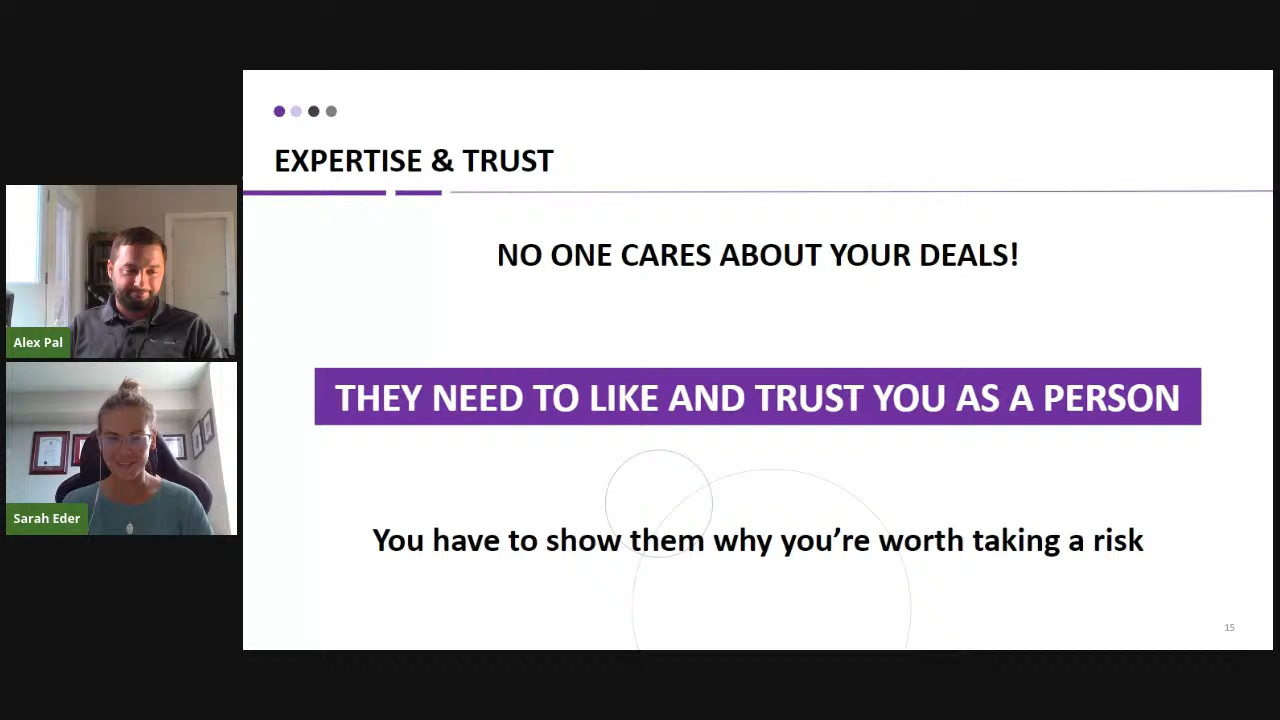 EXPERTISE & TRUST
NO ONE CARES ABOUT YOUR DEALS!
THEY NEED TO LIKE AND TRUST YOU AS A PERSON
You have to show them why you’re worth taking a risk
15
Alex Pal
Sarah Eder